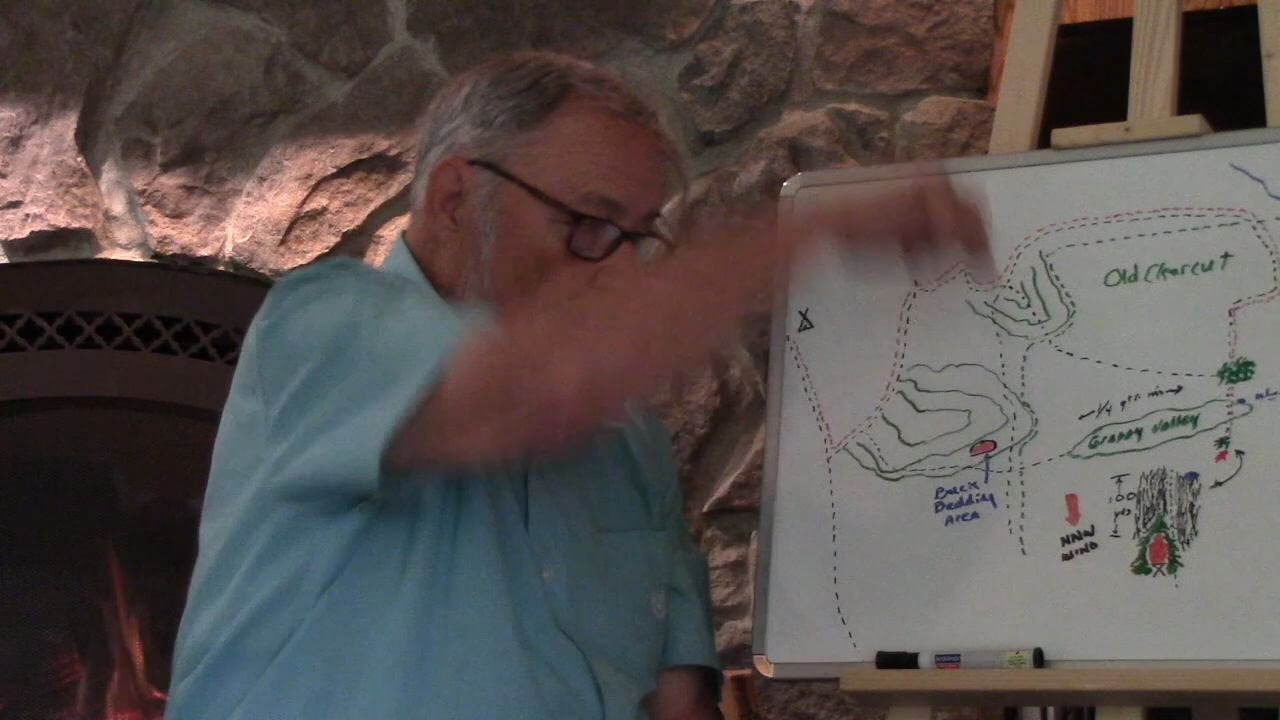 X
Old Clearcut
1/4 mile
Grassy Valley
Buck
Bedding
Area
100
yds
NNW
WIND